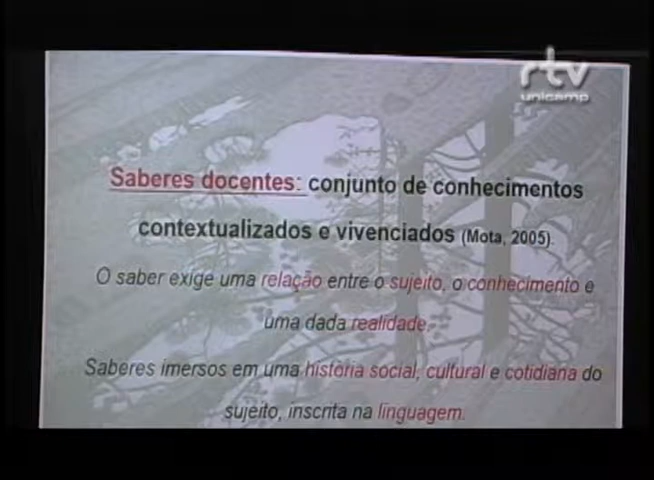 rtv
unicamp
Saberes docentes: conjunto de conhecimentos
contextualizados e vivenciados (Mota, 2005).
O saber exige uma relação entre o sujeito, o conhecimento e
uma dada realidade.
Saberes imersos em uma história social, cultural e cotidiana do
sujeito, inscrita na linguagem.